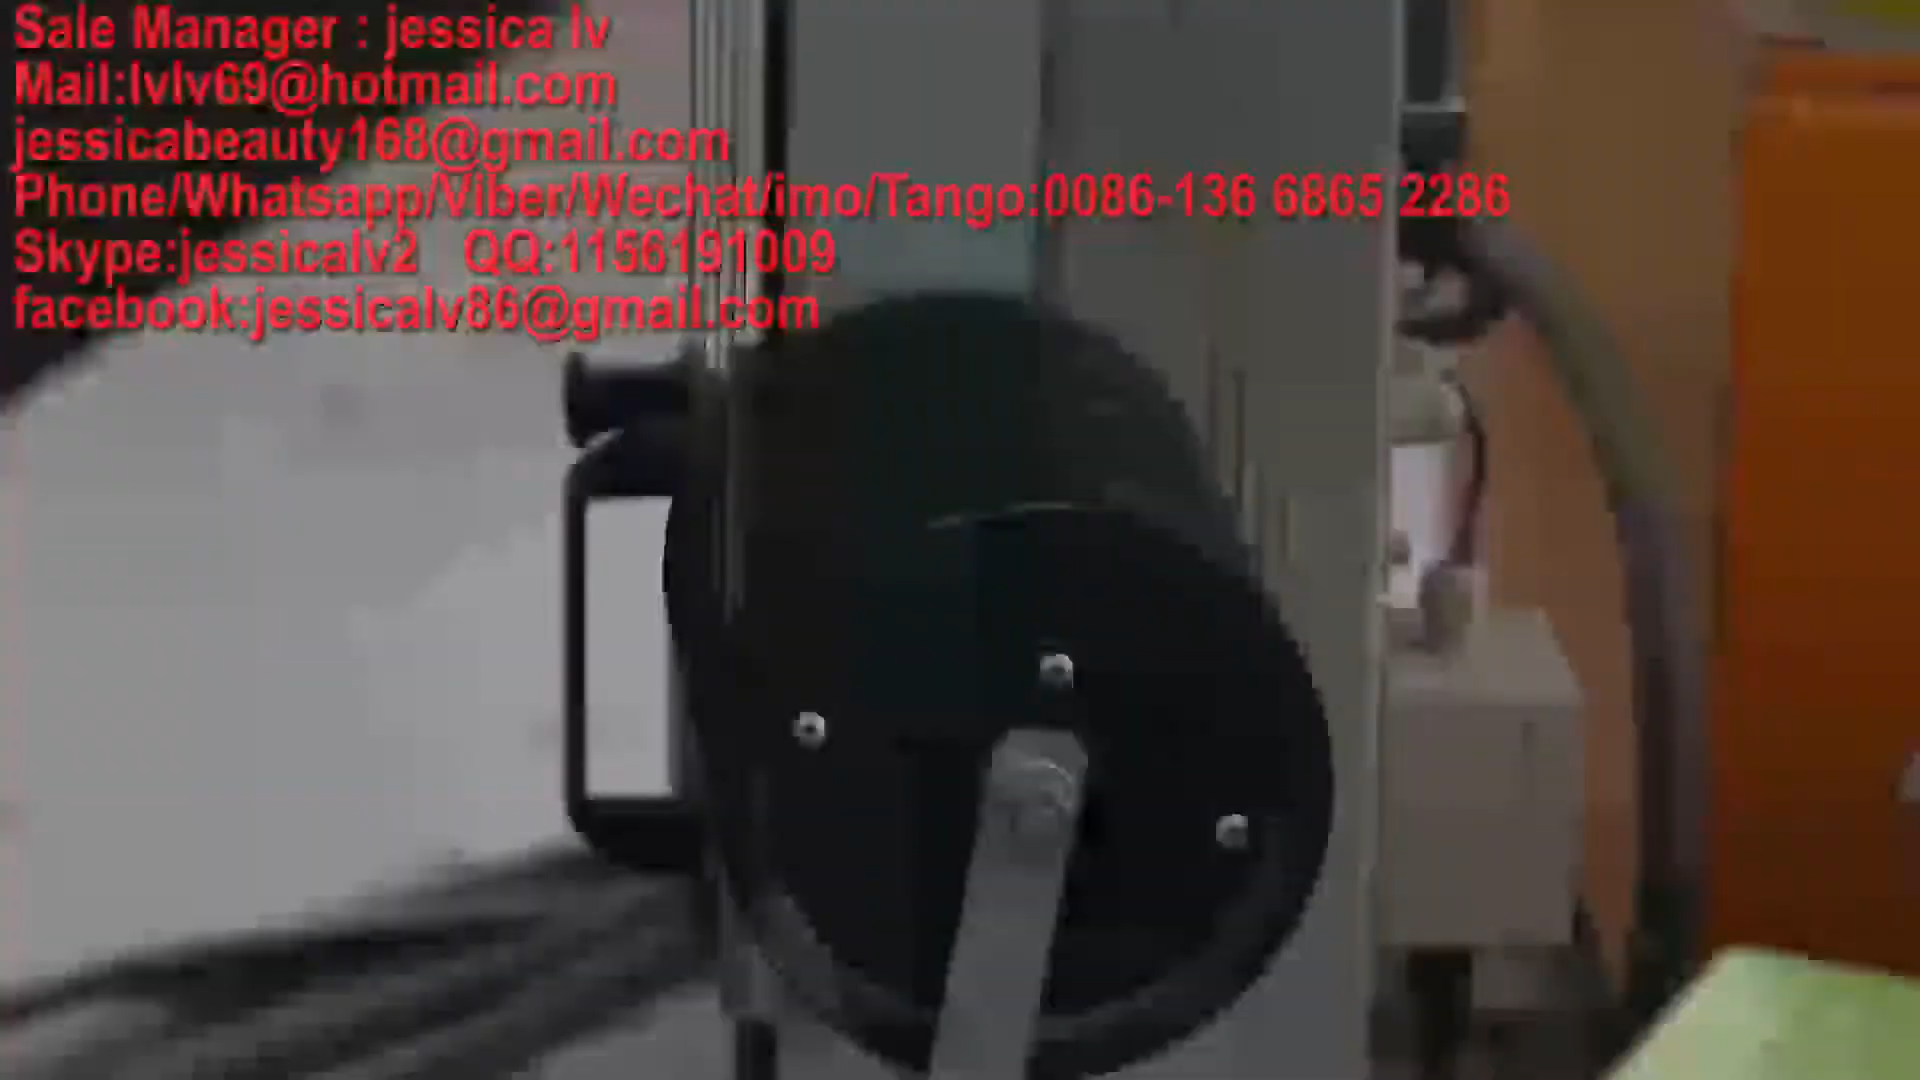 Sale Manager : jessica lv
Mail:lvlv69@hotmail.com
jessicabeauty168@gmail.com
Phone/Whatsapp/Viber/Wechat/imo/Tango:0086-136 6865 2286
Skype:jessicalv2 QQ:1156191009
facebook:jessicalv86@gmail.com